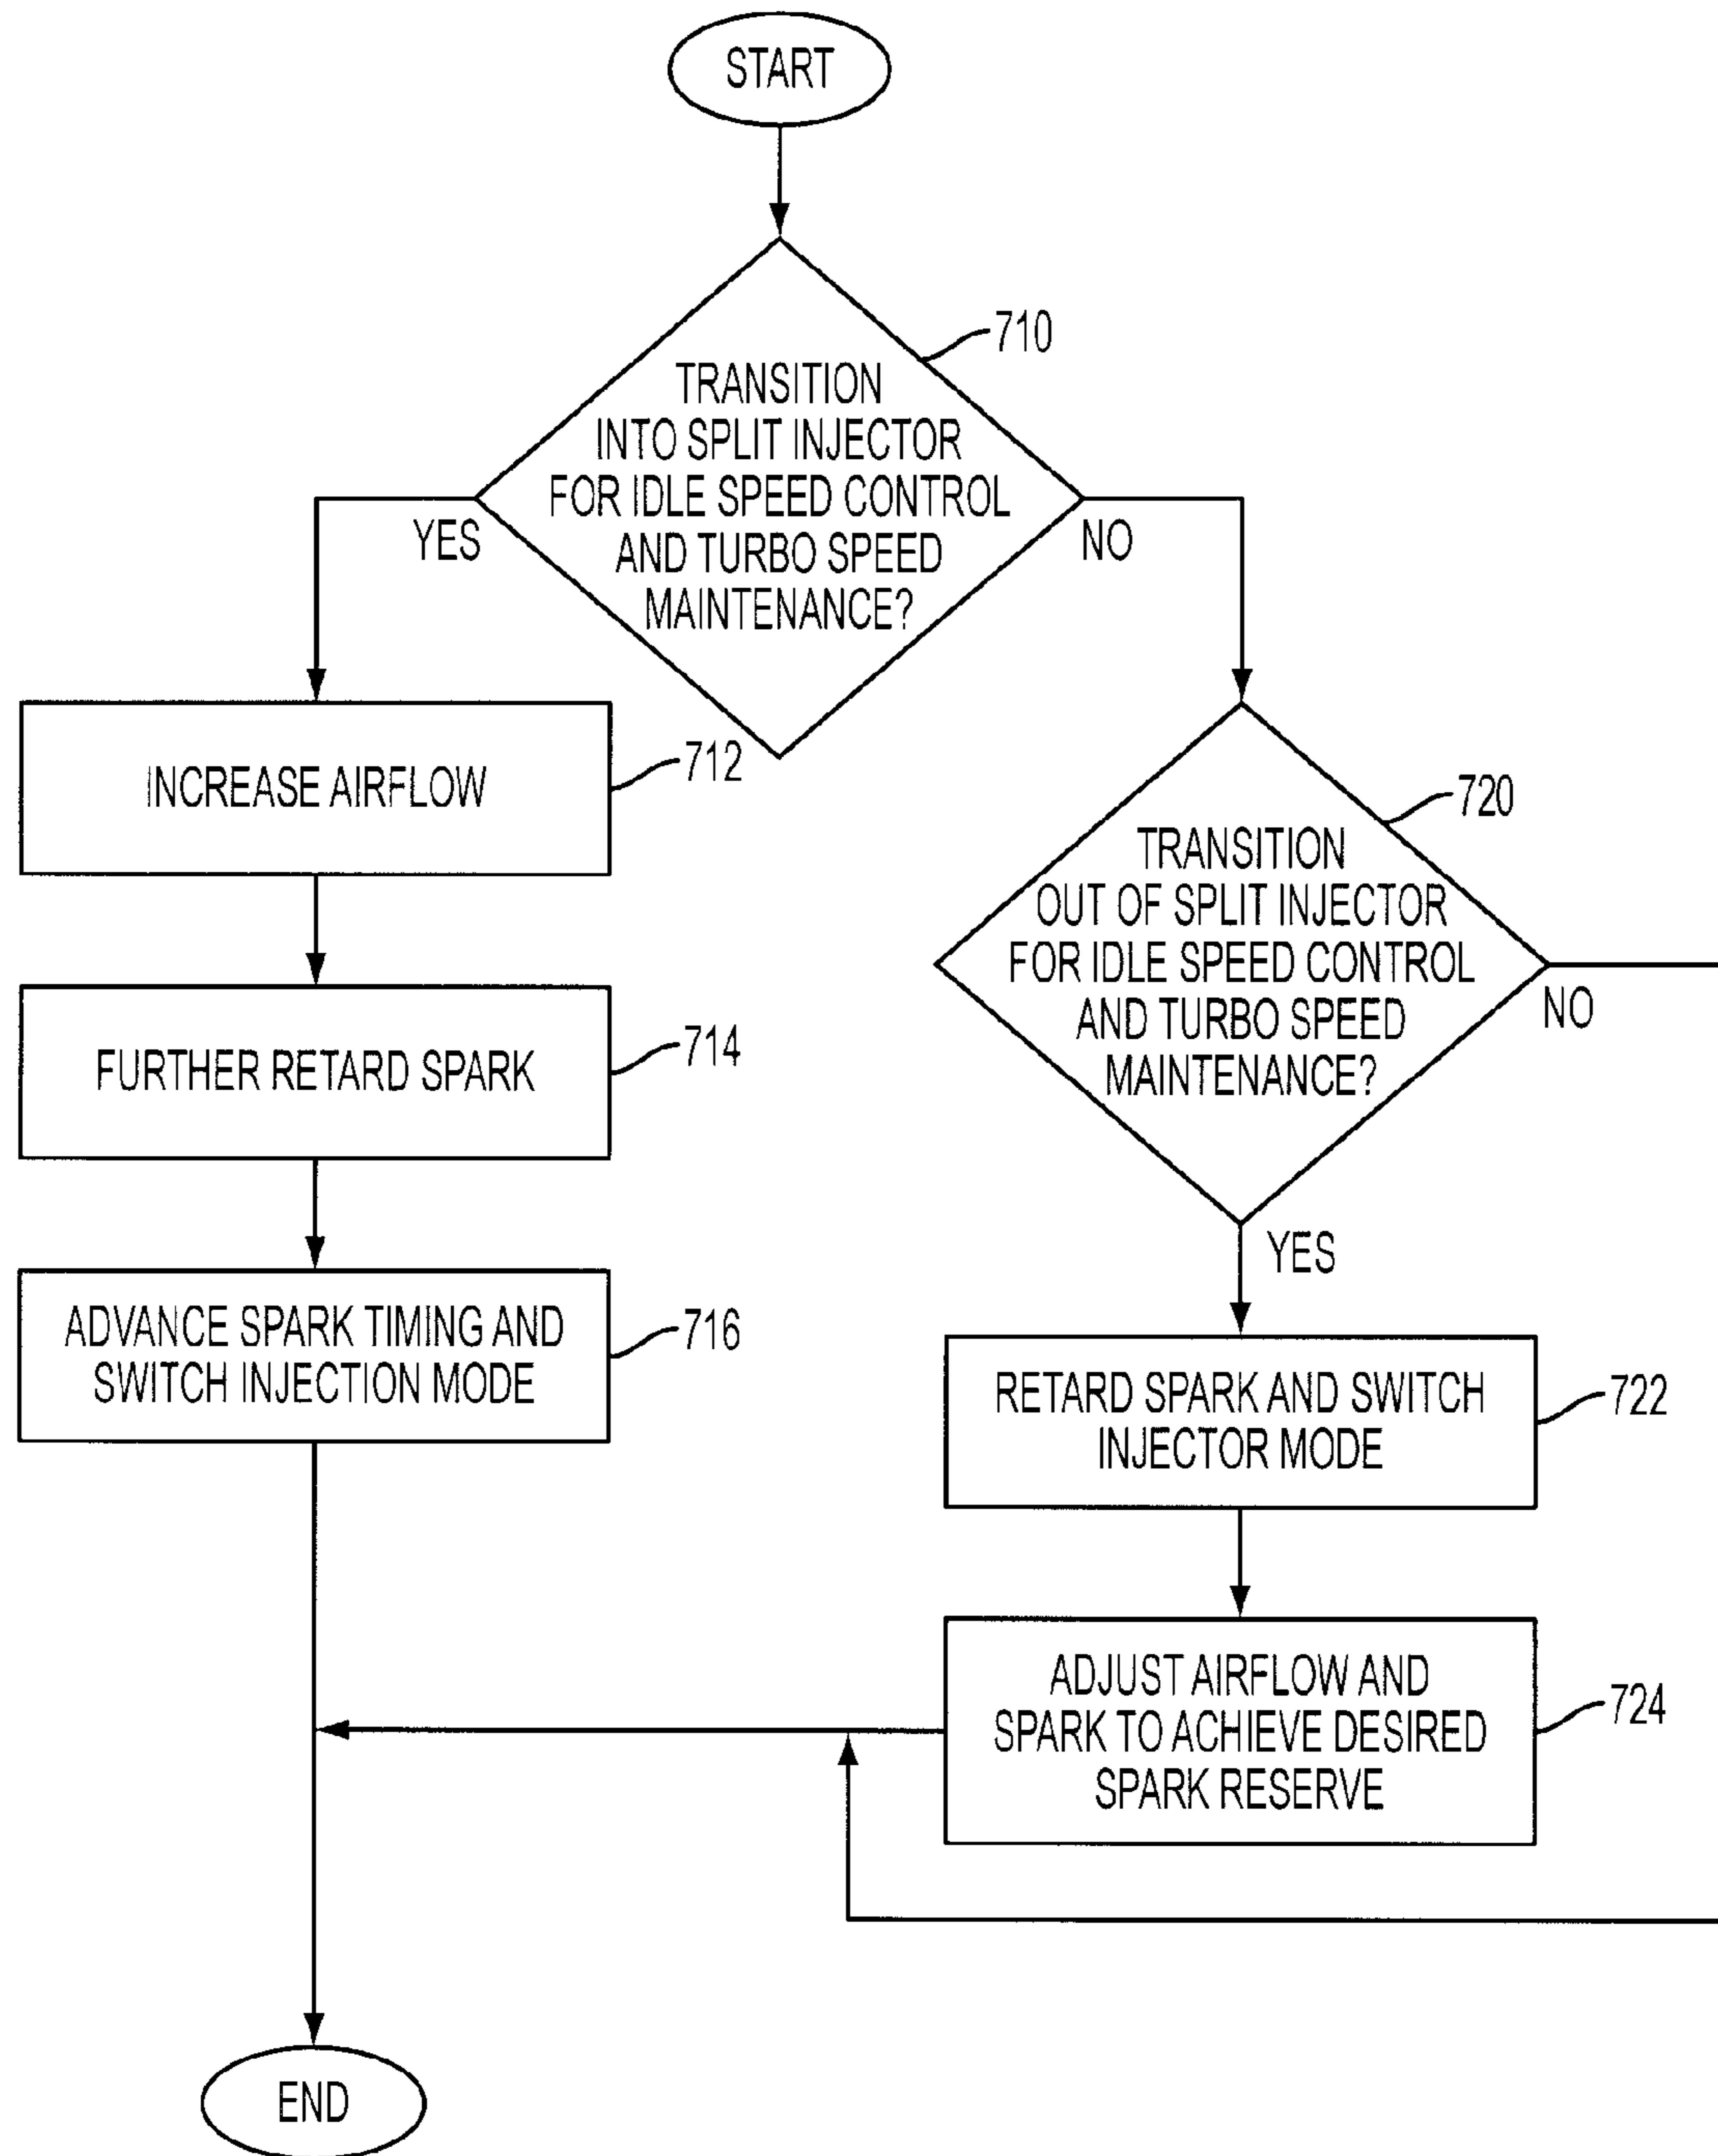 START
710
TRANSITION
INTO SPLIT INJECTOR
FOR IDLE SPEED CONTROL
AND TURBO SPEED
MAINTENANCE?
YES
NO
INCREASE AIRFLOW
712
720
TRANSITION
OUT OF SPLIT INJECTOR
FOR IDLE SPEED CONTROL
AND TURBO SPEED
MAINTENANCE?
NO
YES
FURTHER RETARD SPARK
714
ADVANCE SPARK TIMING AND
SWITCH INJECTION MODE
716
RETARD SPARK AND SWITCH
INJECTOR MODE
722
ADJUST AIRFLOW AND
SPARK TO ACHIEVE DESIRED
SPARK RESERVE
724
END